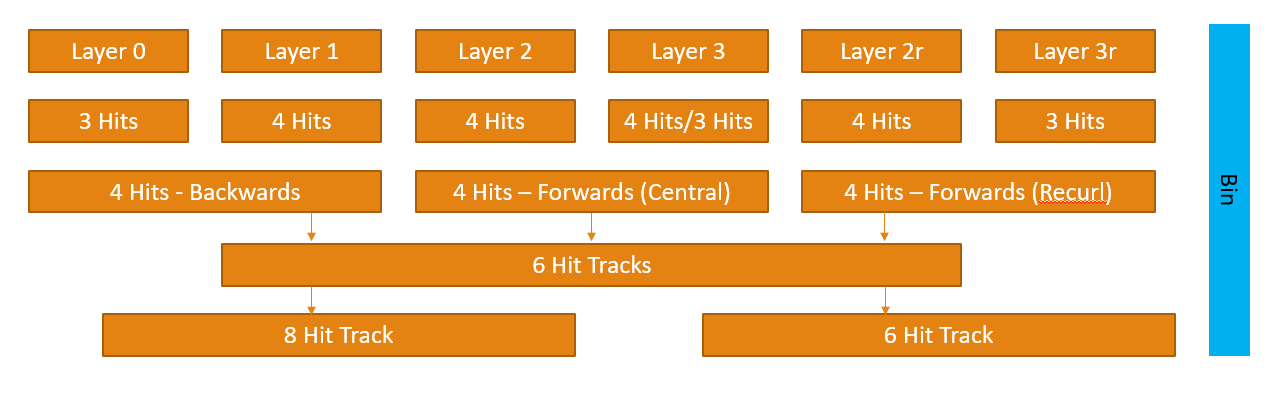 Layer 0
Layer 1
Layer 2
Layer 3
Layer 2r
Layer 3r
3 Hits
4 Hits
4 Hits
4 Hits/3 Hits
4 Hits
3 Hits
4 Hits - Backwards
4 Hits – Forwards (Central)
4 Hits – Forwards (Recurl)
6 Hit Tracks
8 Hit Track
6 Hit Track
Bin